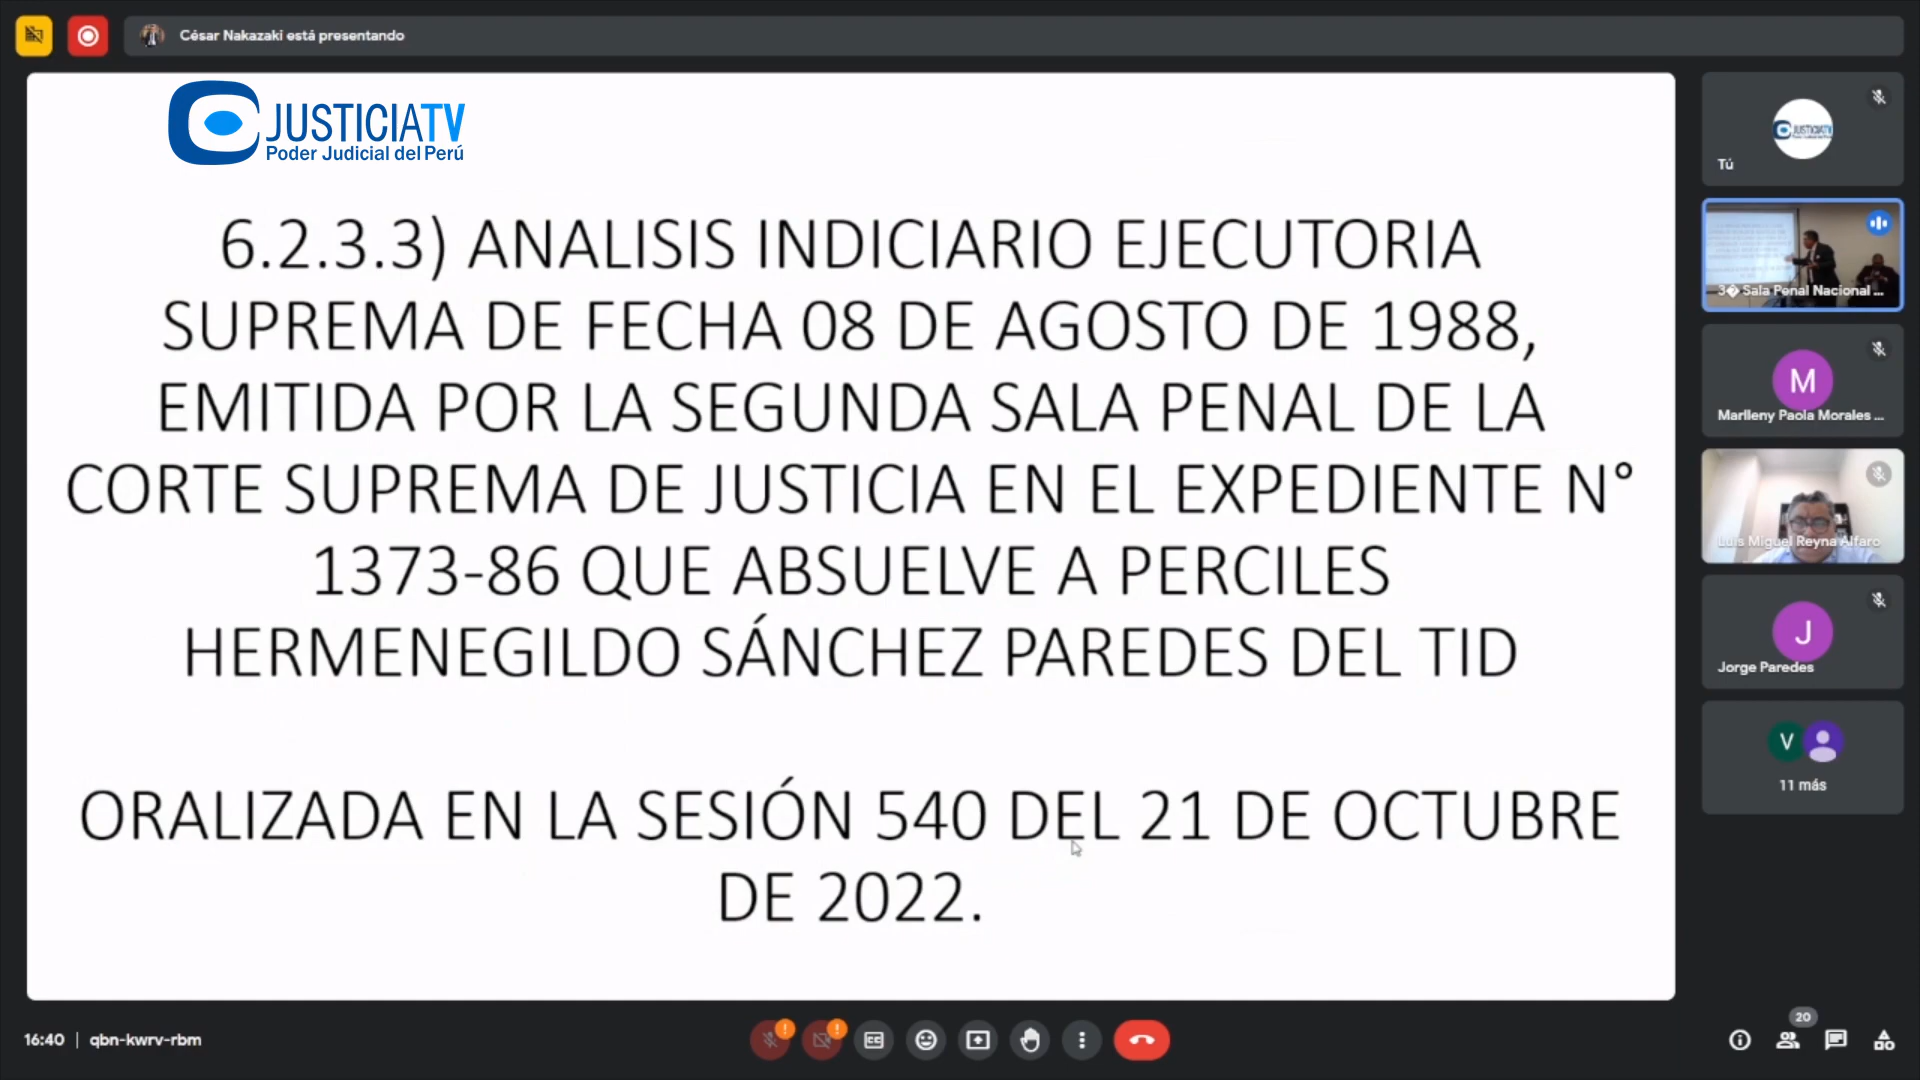 César Nakazaki está presentando
JUSTICIATV
Poder Judicial del Perú
6.2.3.3) ANALISIS INDICIARIO EJECUTORIA
SUPREMA DE FECHA 08 DE AGOSTO DE 1988,
EMITIDA POR LA SEGUNDA SALA PENAL DE LA
CORTE SUPREMA DE JUSTICIA EN EL EXPEDIENTE N°
1373-86 QUE ABSUELVE A PERCILES
HERMENEGILDO SÁNCHEZ PAREDES DEL TID
ORALIZADA EN LA SESIÓN 540 DEL 21 DE OCTUBRE
DE 2022.
JUSTICIATV
Tú
3� Sala Penal Nacional ...
M
Marlleny Paola Morales ...
Luis Miguel Reyna Alfaro
J
Jorge Paredes
V
11 más
16:40 | qbn-kwrv-rbm
20